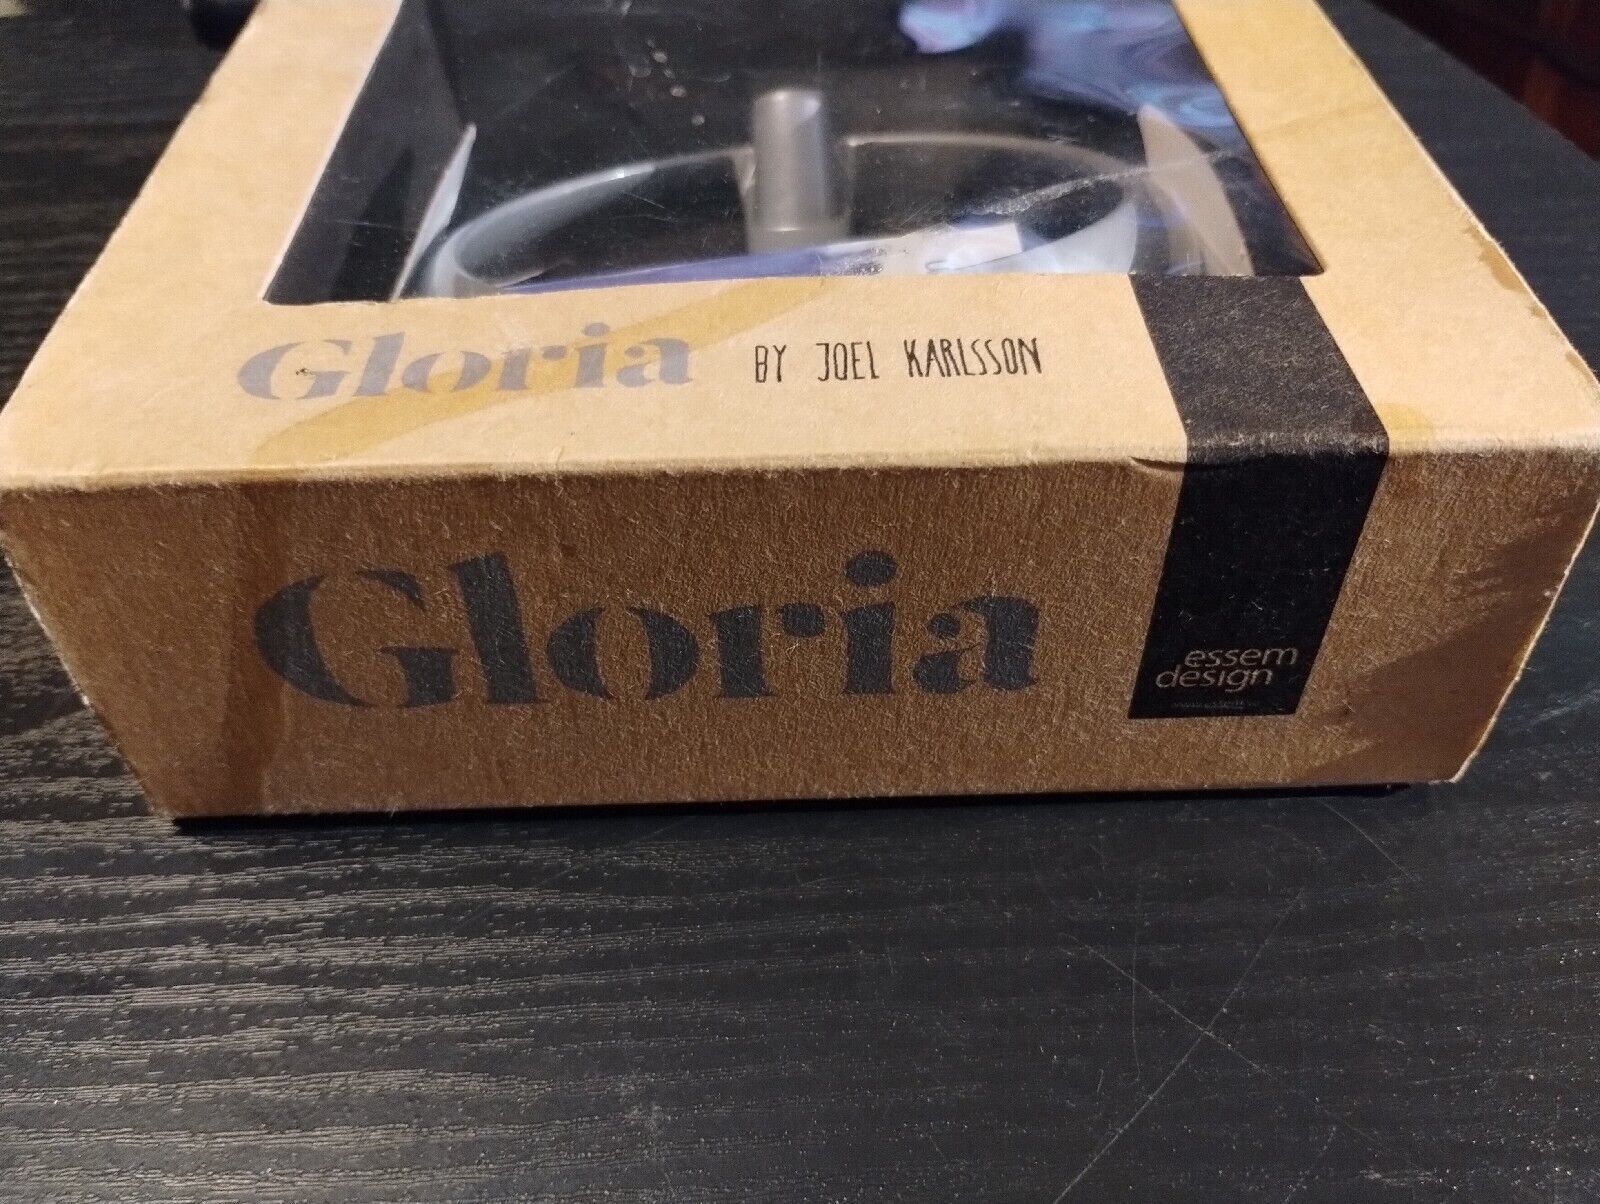 Gloria BY JOEL KARLSSON
Gloria
essem
design